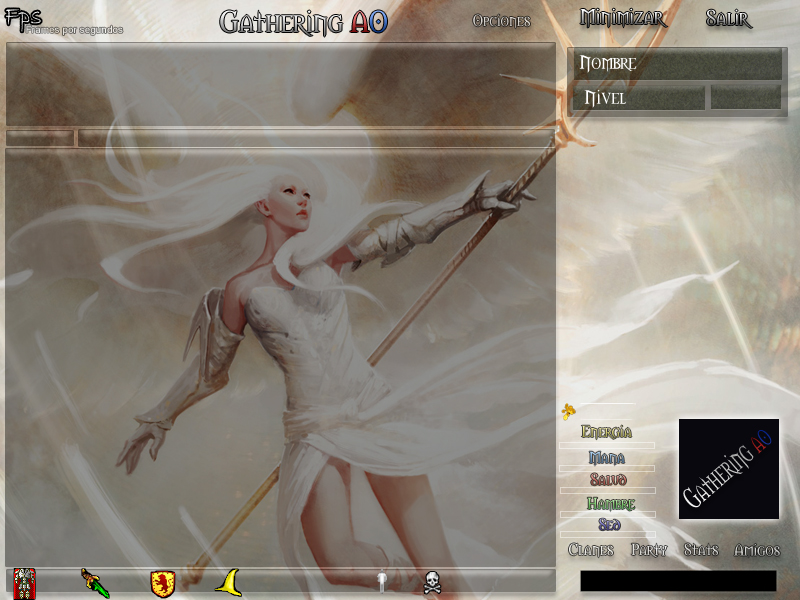 Fps
Frames por segundos
Gathering AO
Opciones
Minimizar
Salir
Nombre
Nivel
Energia
Mana
Salud
Hambre
Sed
Gathering AO
Clanes Party Stats Amigos